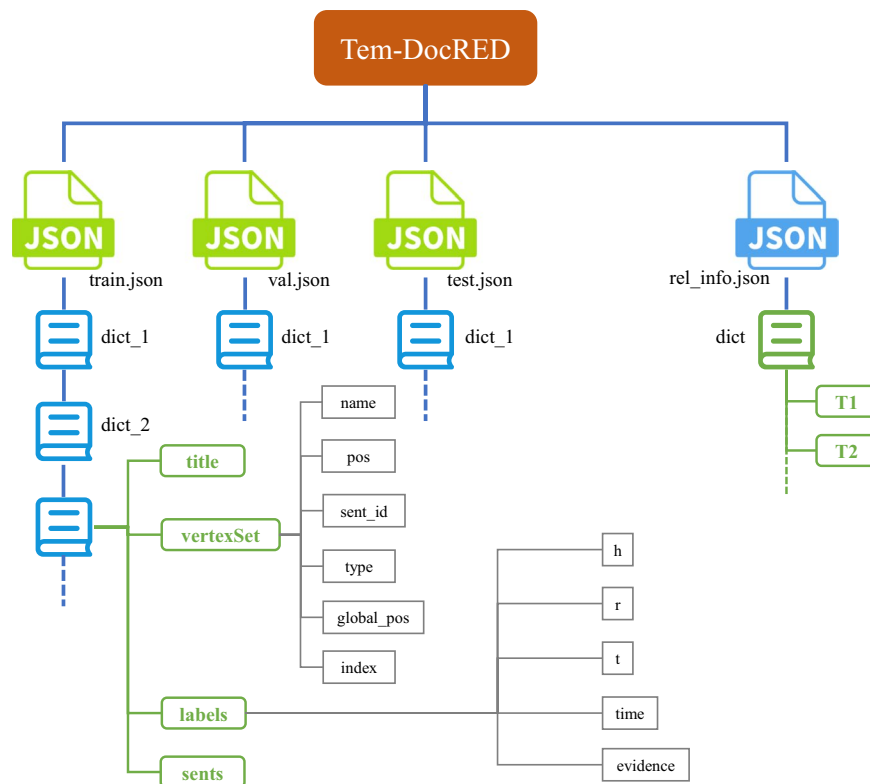 Tem-DocRED
JSON
JSON
JSON
JSON
train.json
val.json
test.json
rel_info.json
dict_1
dict_1
dict_1
dict
name
T1
dict_2
pos
T2
title
sent_id
vertexSet
h
type
r
global_pos
t
index
labels
time
sents
evidence